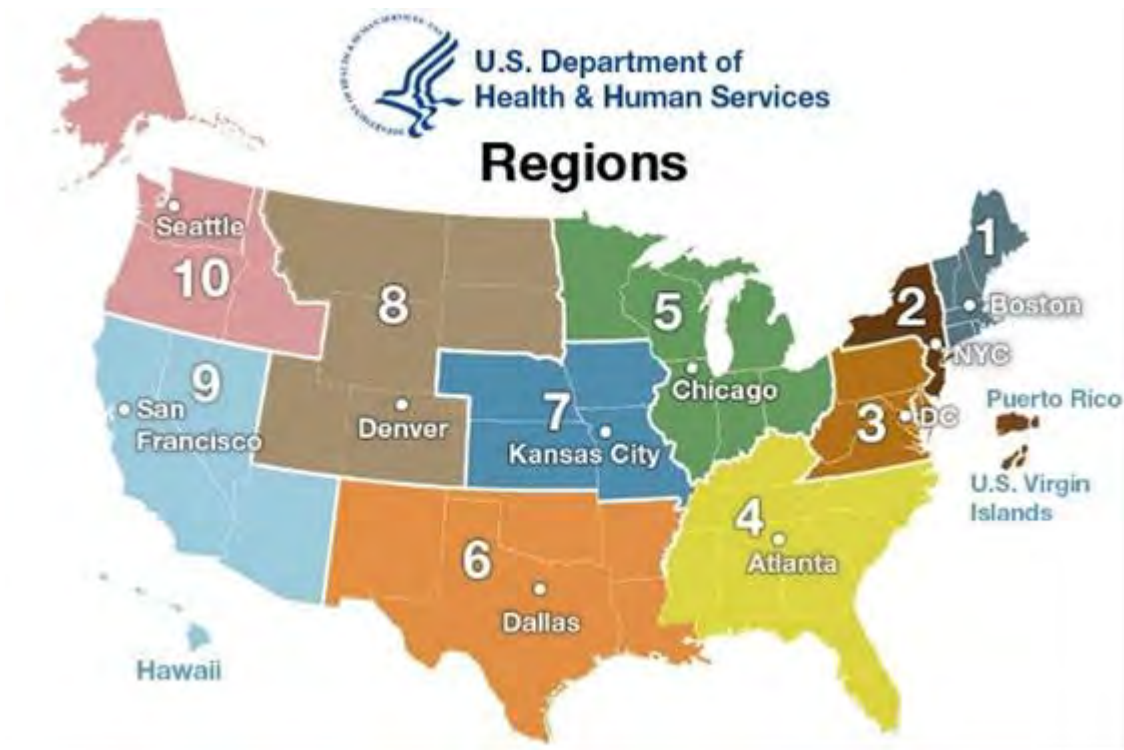 U.S. Department of
Health & Human Services
Regions
Seattle
10
8
5
1
2
Boston
NYC
9
San
Francisco
Denver
7
Kansas City
Chicago
3
DC
Puerto Rico
U.S. Virgin
Islands
6
Dallas
4
Atlanta
Hawaii